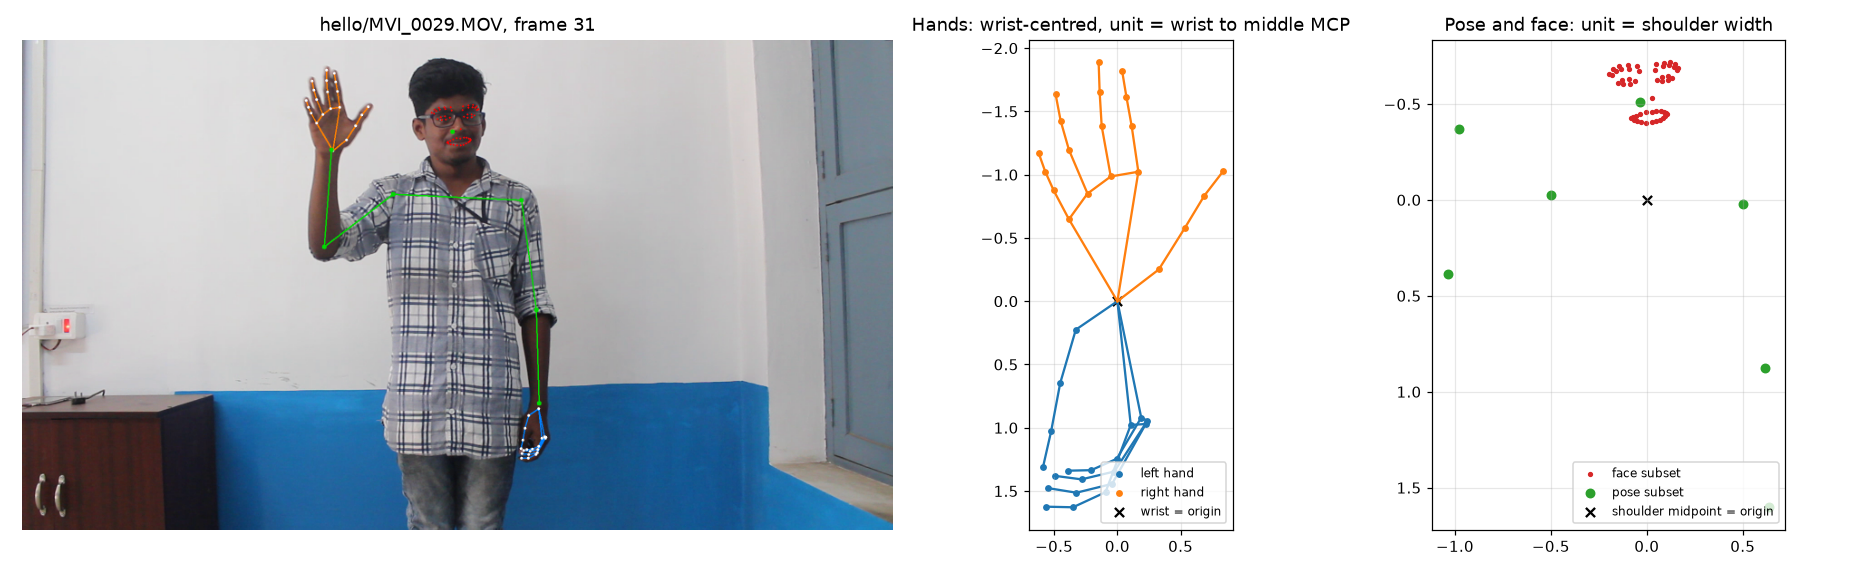 hello/MVI_0029.MOV, frame 31
Hands: wrist-centred, unit = wrist to middle MCP
−2.0
−1.5
−1.0
−0.5
0.0
0.5
1.0
1.5
−0.5 0.0 0.5
left hand
right hand
wrist = origin
Pose and face: unit = shoulder width
−0.5
0.0
0.5
1.0
1.5
−1.0 −0.5 0.0 0.5
face subset
pose subset
shoulder midpoint = origin